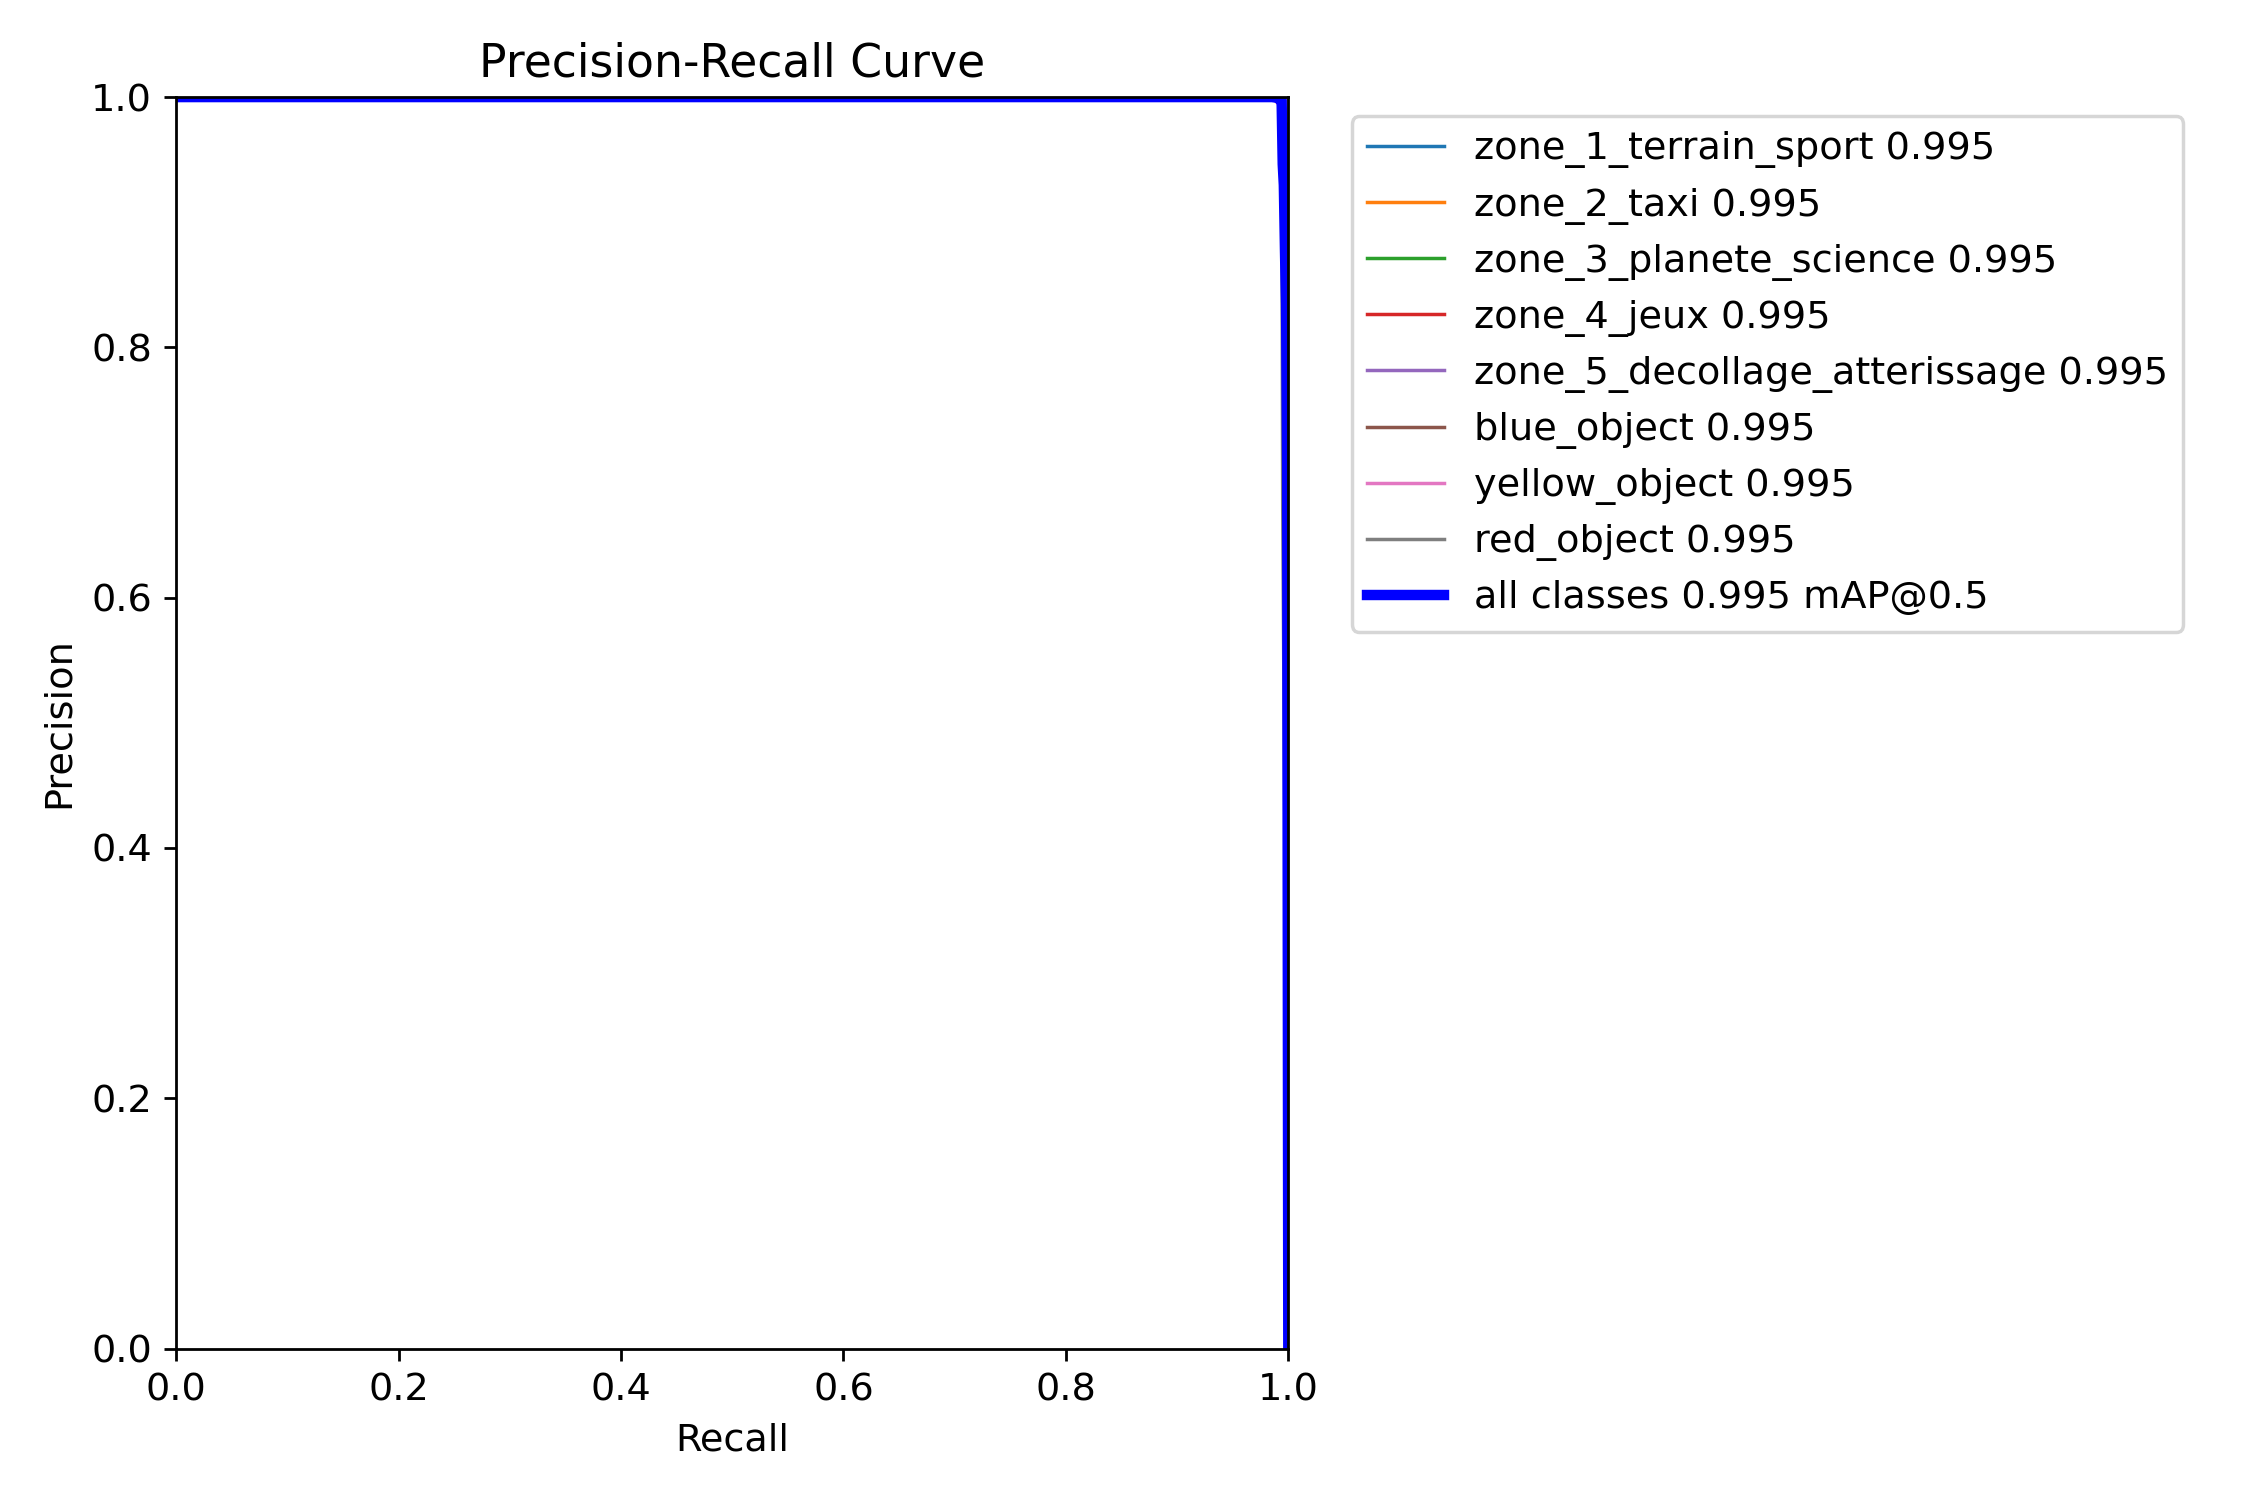 Precision-Recall Curve
1.0
0.8
0.6
0.4
0.2
0.0
Precision
0.0 0.2 0.4 0.6 0.8 1.0
Recall
zone_1_terrain_sport 0.995
zone_2_taxi 0.995
zone_3_planete_science 0.995
zone_4_jeux 0.995
zone_5_decollage_atterissage 0.995
blue_object 0.995
yellow_object 0.995
red_object 0.995
all classes 0.995 mAP@0.5